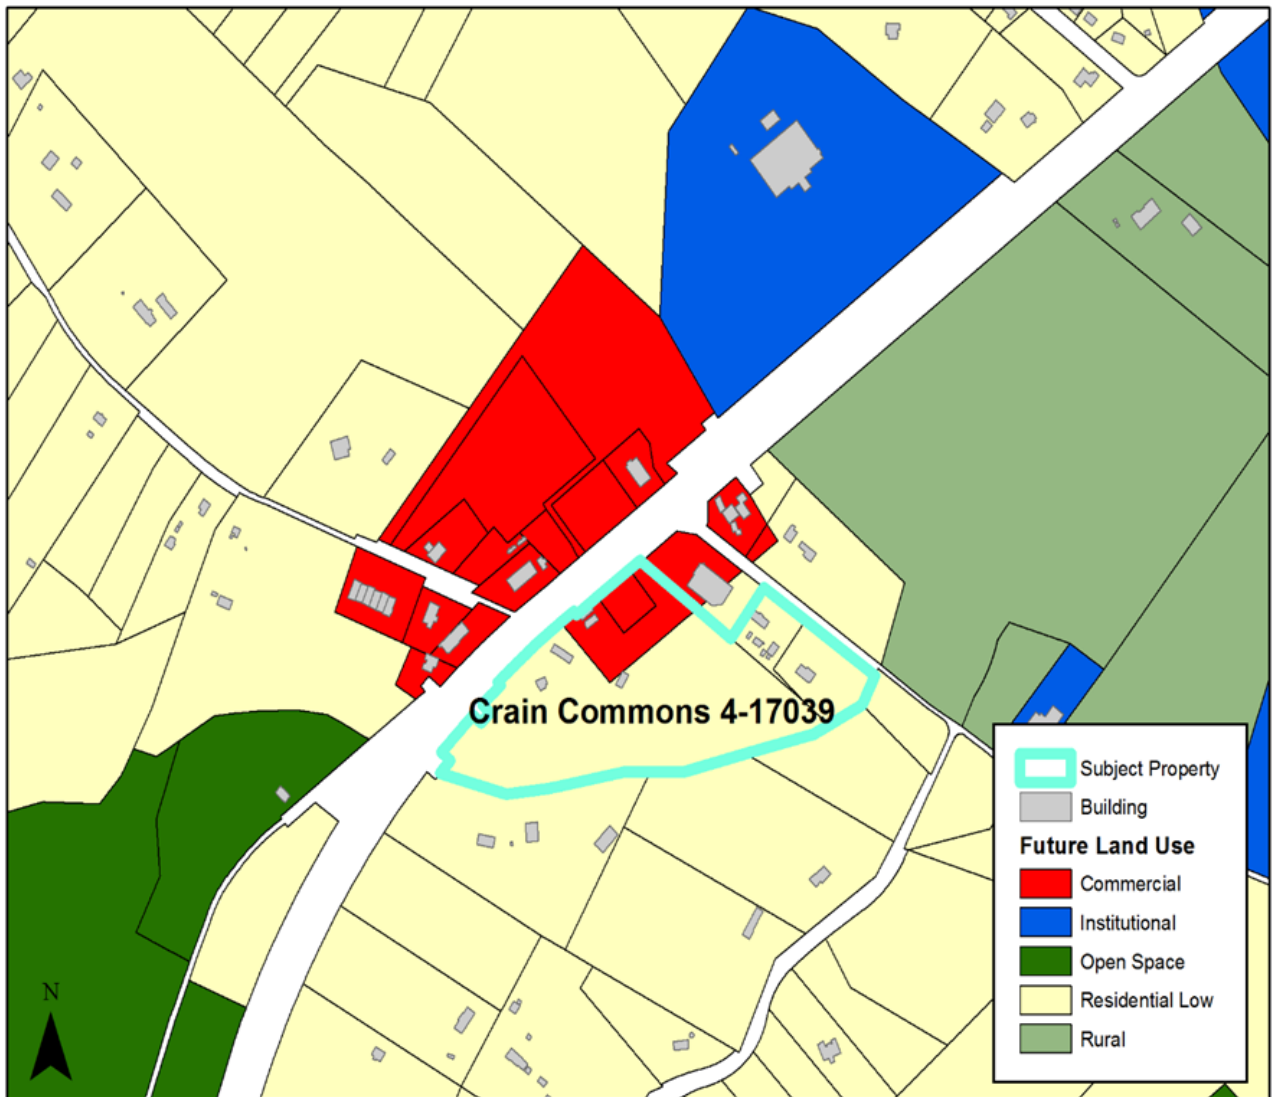 Crain Commons 4-17039
Subject Property
Building
Future Land Use
Commercial
Institutional
Open Space
Residential Low
Rural
N